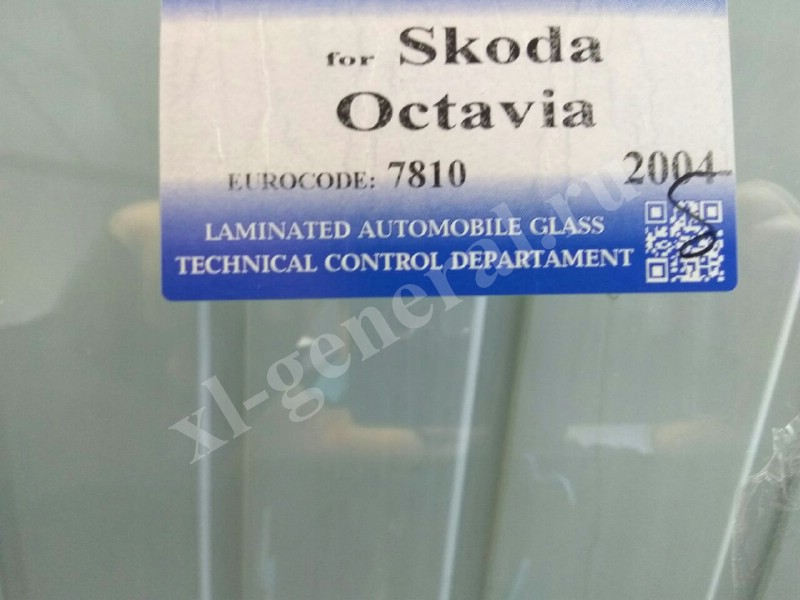 for Skoda
Octavia
EUROCODE: 7810 2004
LAMINATED AUTOMOBILE GLASS
TECHNICAL CONTROL DEPARTAMENT
xl-general.ru